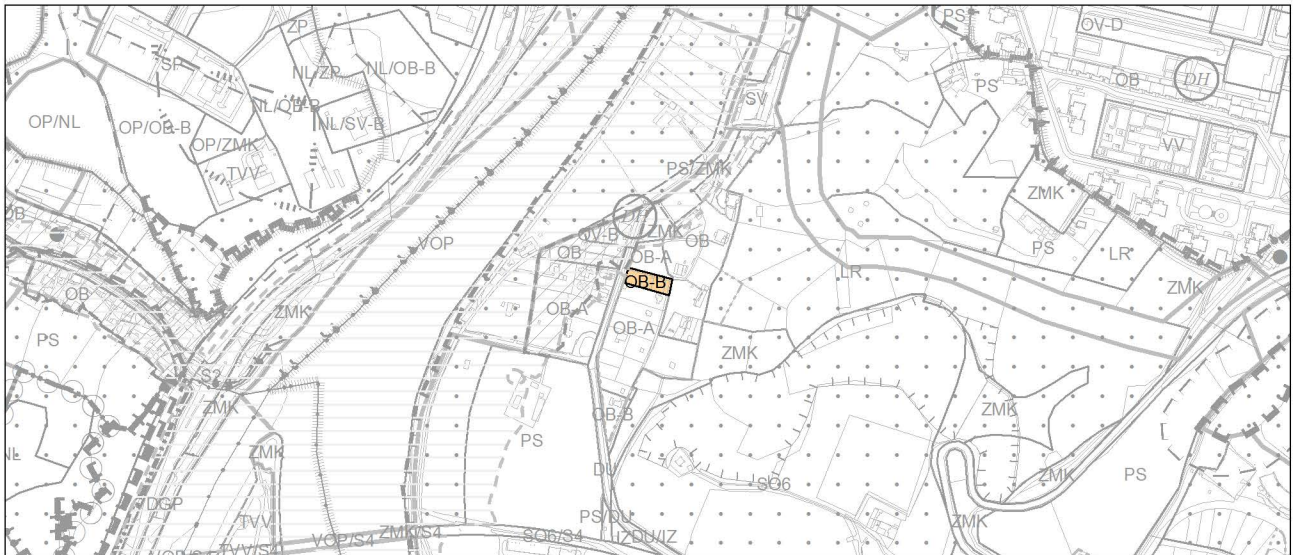 ZP
PS
OV-D
SP
NL/ZP
NL/OB-B
OB
DH
PS
NL/OB-B
SV
OP/NL
OP/OB-B
NL/SV-B
OP/ZMK
VV
TVV
PS/ZMK
ZMK
DH
OB
OV-B
ZMK
OB
PS
VOP
OB
OB-A
LR
LR
OB-B
ZMK
OB
ZMK
OB-A
OB-A
PS
ZMK
S2
ZMK
ZMK
OB-B
PS
ZMK
NL
DU
ZMK
PS
SO6
DGP
TVV
PS/DU
ZMK
VOP/S4
ZMK/S4
SO6/S4
IZ
DU/IZ
TVV/S4